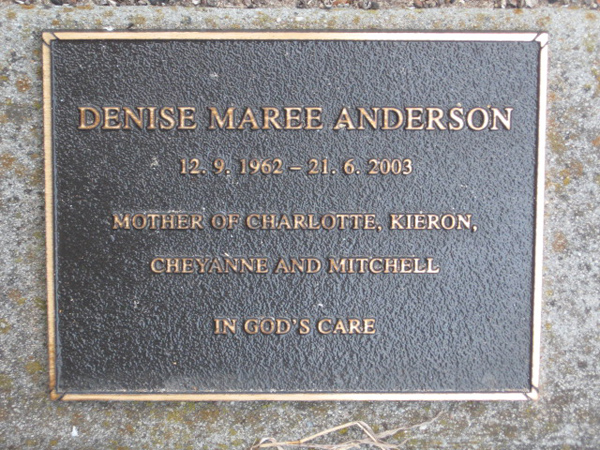 DENISE MAREE ANDERSON
12. 9. 1962 – 21. 6. 2003
MOTHER OF CHARLOTTE, KIERON,
CHEYANNE AND MITCHELL
IN GOD'S CARE